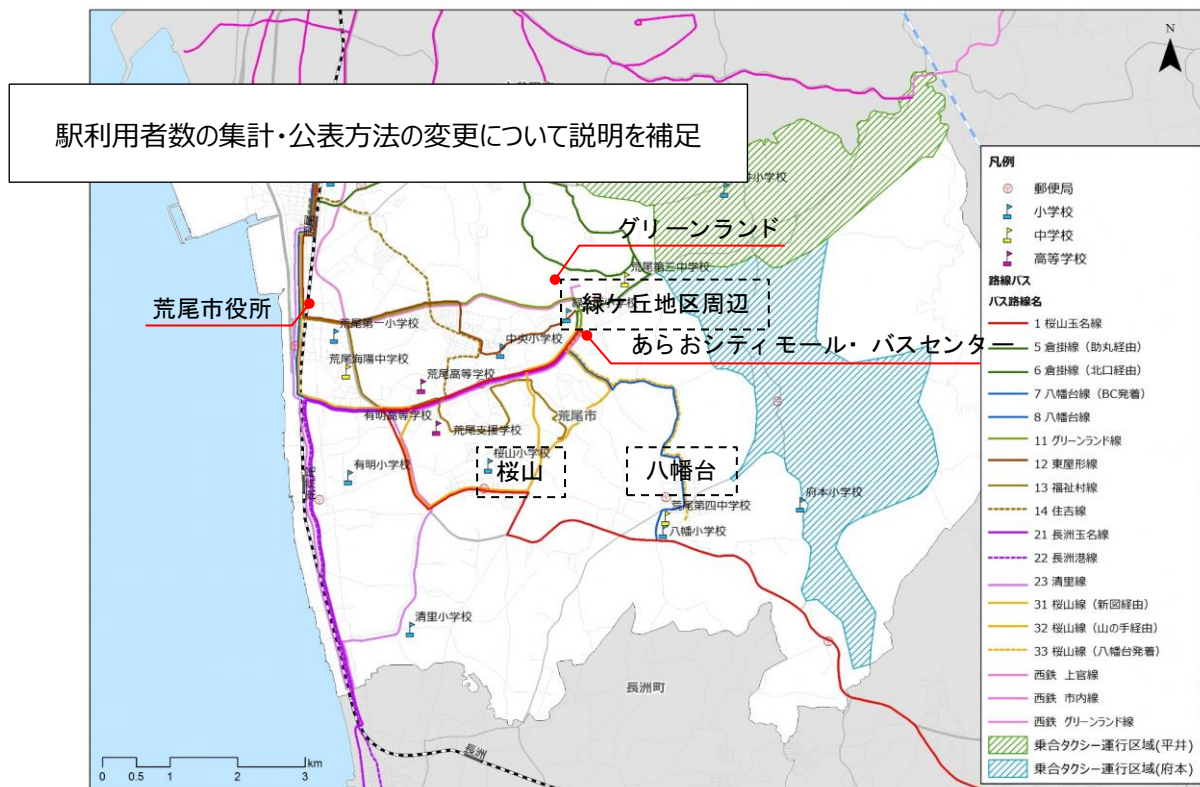 駅利用者数の集計・公表方法の変更について説明を補足
N
グリーンランド
荒尾第三中学校
緑ケ丘地区周辺
荒尾市役所
荒尾第一小学校
中央小学校
あらおシティモール・ バスセンター
荒尾海陽中学校
荒尾高等学校
有明高等学校
荒尾支援学校
荒尾市
有明小学校
桜山小学校
桜山
八幡台
荒尾第四中学校
八幡小学校
府本小学校
清里小学校
長洲町
長洲
0 0.5 1 2 3
km
凡例
郵便局
小学校
中学校
高等学校
路線バス
バス路線名
1 桜山玉名線
5 倉掛線（助丸経由）
6 倉掛線（北口経由）
7 八幡台線（BC発着）
8 八幡台線
11 グリーンランド線
12 東屋形線
13 福祉村線
14 住吉線
21 長洲玉名線
22 長洲港線
23 清里線
31 桜山線（新図経由）
32 桜山線（山の手経由）
33 桜山線（八幡台発着）
西鉄 上官線
西鉄 市内線
西鉄 グリーンランド線
乗合タクシー運行区域(平井)
乗合タクシー運行区域(府本)